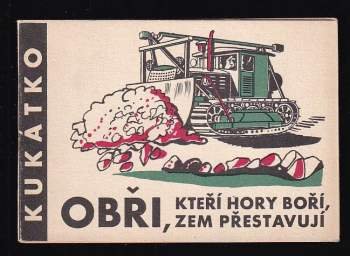 KUKÁTKO
OBŘI, KTEŘÍ HORY BOŘÍ,
ZEM PŘESTAVUJÍ